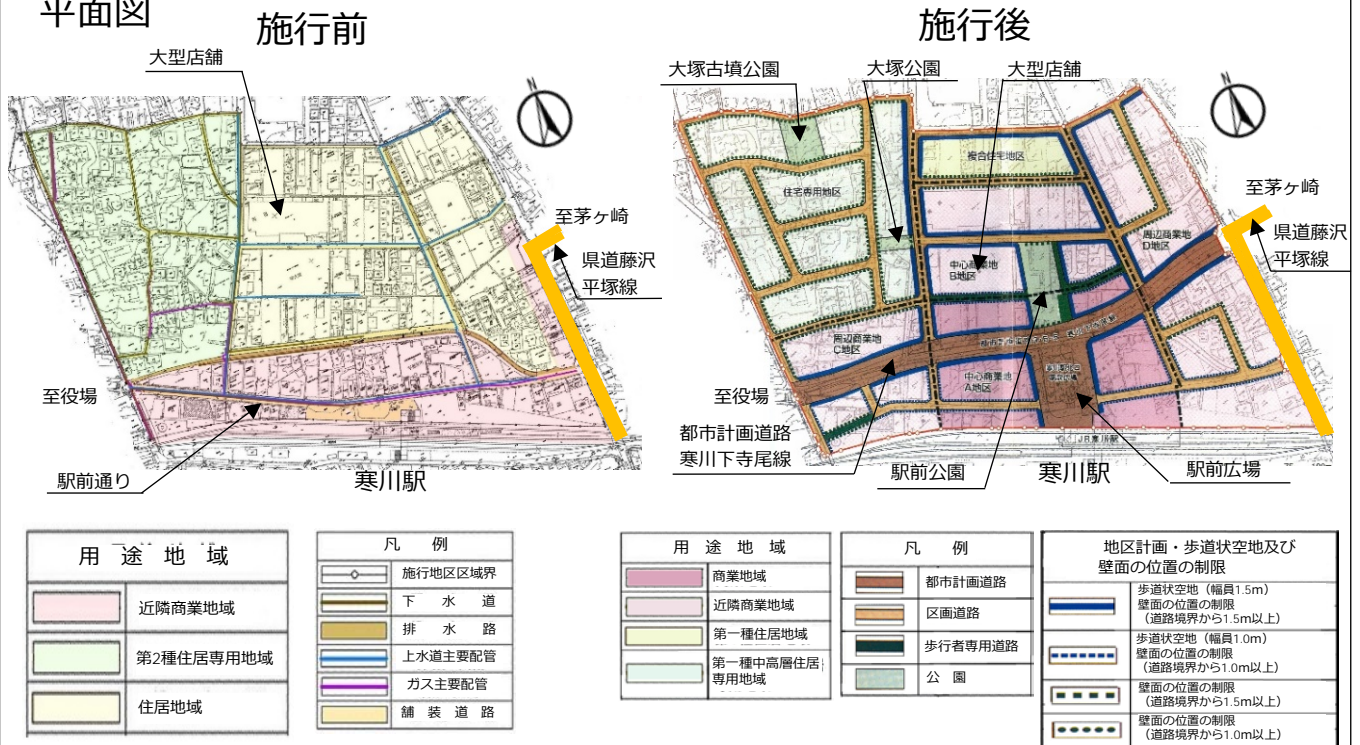 平面図
施行前
大型店舗
至茅ヶ崎
県道藤沢
平塚線
至役場
駅前通り
寒川駅
施行後
大塚古墳公園
大塚公園
大型店舗
複合住宅地区
住宅専用地区
周辺商業地
D地区
中心商業地
B地区
周辺商業地
C地区
中心商業地
A地区
至茅ヶ崎
県道藤沢
平塚線
至役場
都市計画道路
寒川下寺尾線
駅前公園
JR寒川駅
寒川駅
駅前広場
用途地域
近隣商業地域
第2種住居専用地域
住居地域
凡例
施行地区区域界
下水道
排水路
上水道主要配管
ガス主要配管
舗装道路
用途地域
商業地域
近隣商業地域
第一種住居地域
第一種中高層住居
専用地域
凡例
都市計画道路
区画道路
歩行者専用道路
公園
地区計画・歩道状空地及び
壁面の位置の制限
歩道状空地（幅員1.5m）
壁面の位置の制限
（道路境界から1.5m以上）
歩道状空地（幅員1.0m）
壁面の位置の制限
（道路境界から1.0m以上）
壁面の位置の制限
（道路境界から1.5m以上）
壁面の位置の制限
（道路境界から1.0m以上）